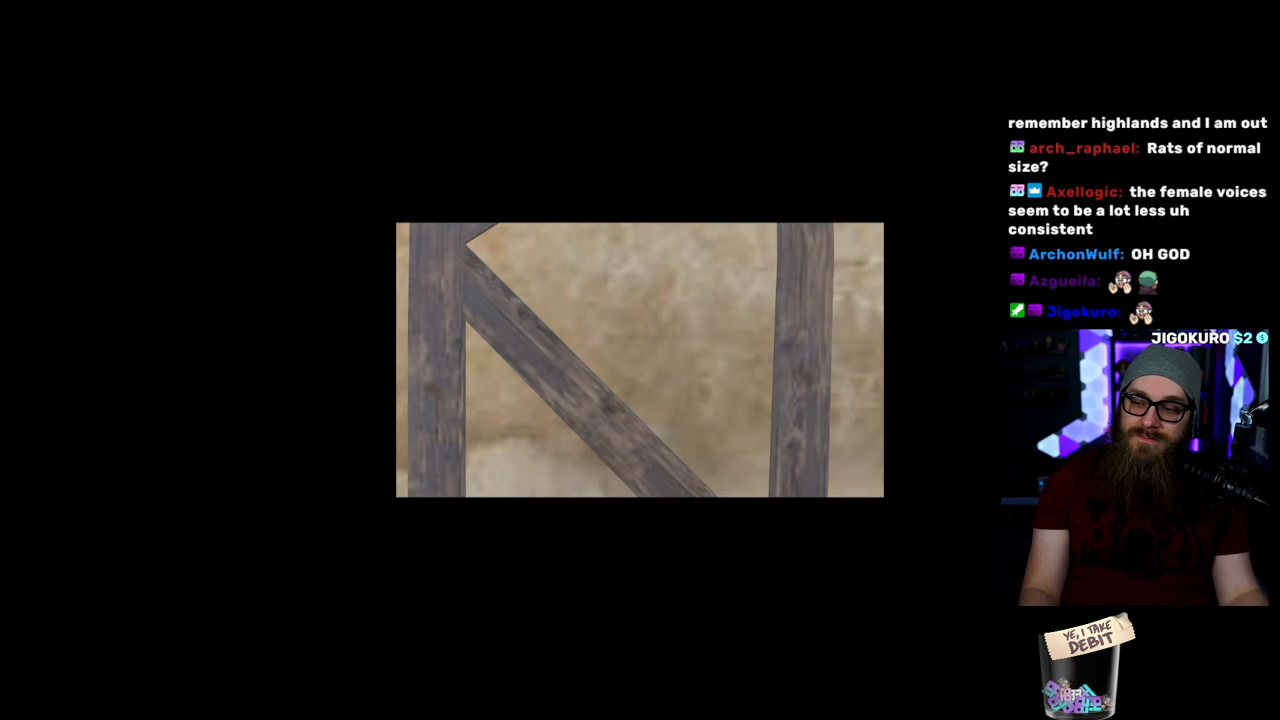 remember highlands and I am out
arch_raphael: Rats of normal
size?
Axellogic: the female voices
seem to be a lot less uh
consistent
ArchonWulf: OH GOD
Azgueila:
Jigokuro:
JIGOKURO $2
YE, I TAKE
DEBIT